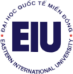 ĐẠI HỌC QUỐC TẾ MIỀN ĐÔNG
EIU
EASTERN INTERNATIONAL UNIVERSITY